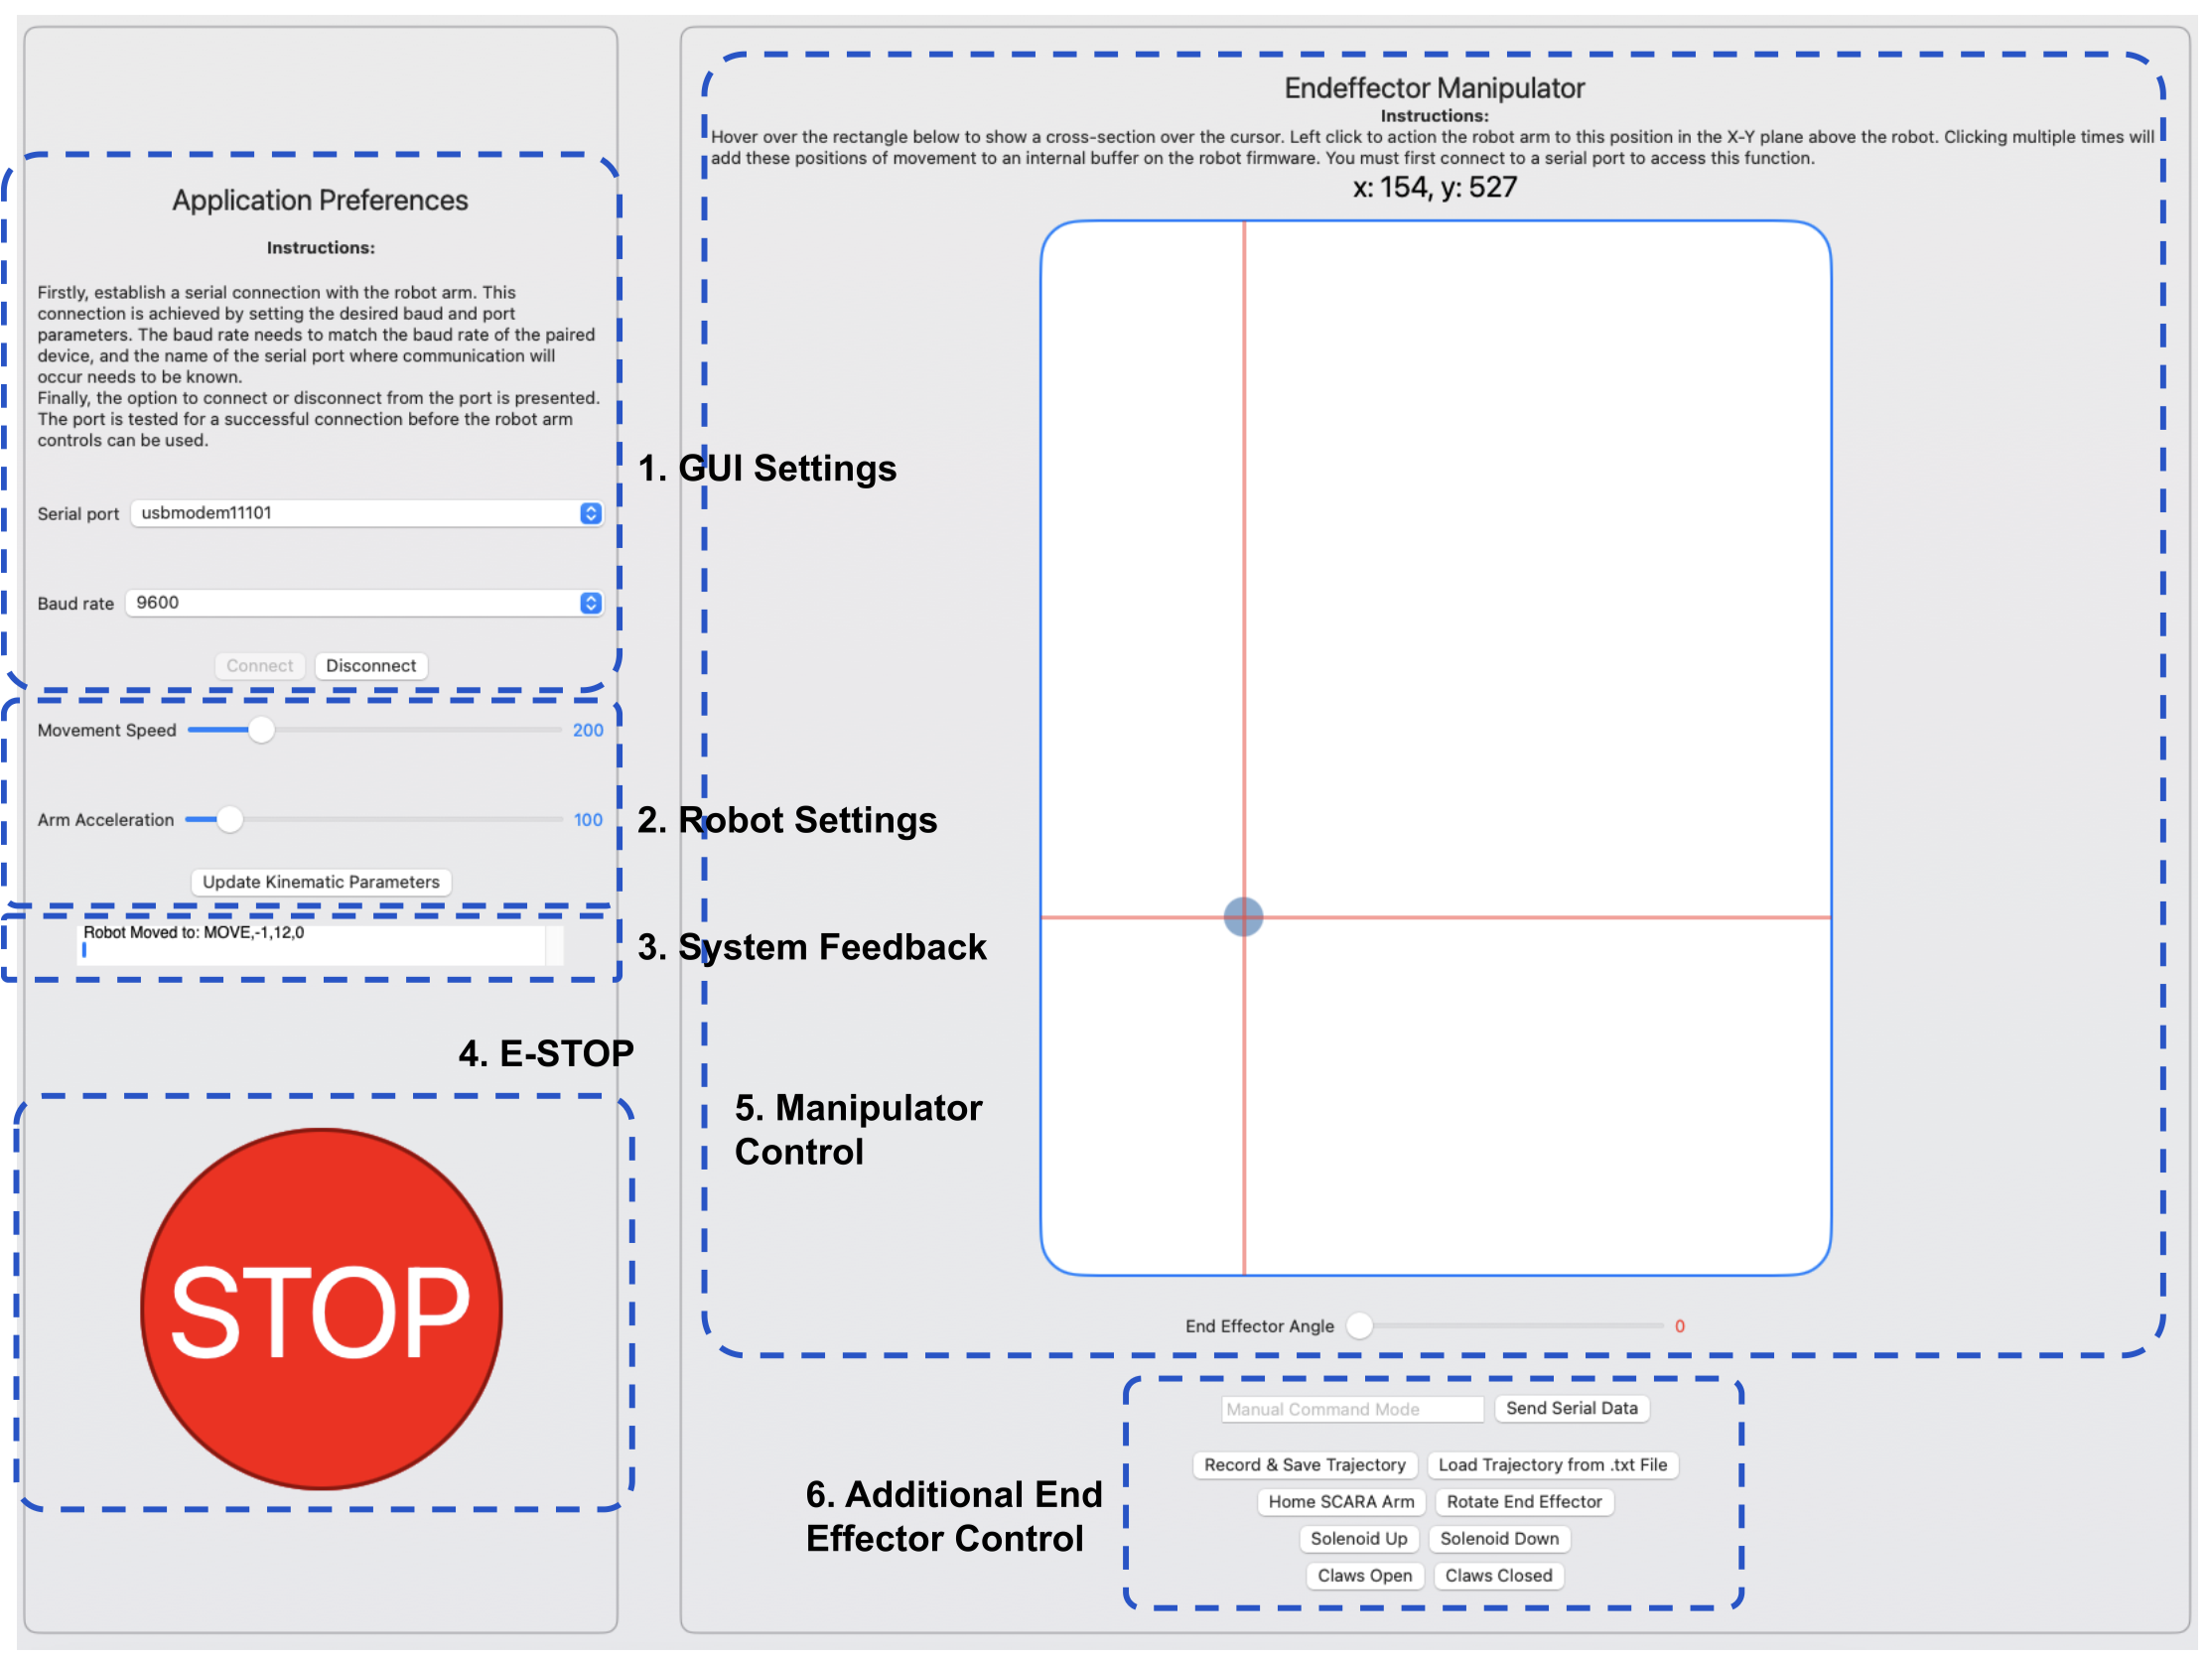 Application Preferences
Instructions:
Firstly, establish a serial connection with the robot arm. This
connection is achieved by setting the desired baud and port
parameters. The baud rate needs to match the baud rate of the paired
device, and the name of the serial port where communication will
occur needs to be known.
Finally, the option to connect or disconnect from the port is presented.
The port is tested for a successful connection before the robot arm
controls can be used.
Serial port usbmodem11101
Baud rate 9600
Connect Disconnect
1. GUI Settings
Movement Speed 200
Arm Acceleration 100
Update Kinematic Parameters
2. Robot Settings
Robot Moved to: MOVE,-1,12,0
3. System Feedback
4. E-STOP
STOP
Endeffector Manipulator
Instructions:
Hover over the rectangle below to show a cross-section over the cursor. Left click to action the robot arm to this position in the X-Y plane above the robot. Clicking multiple times will
add these positions of movement to an internal buffer on the robot firmware. You must first connect to a serial port to access this function.
x: 154, y: 527
5. Manipulator
Control
End Effector Angle 0
6. Additional End
Effector Control
Manual Command Mode Send Serial Data
Record & Save Trajectory Load Trajectory from .txt File
Home SCARA Arm Rotate End Effector
Solenoid Up Solenoid Down
Claws Open Claws Closed